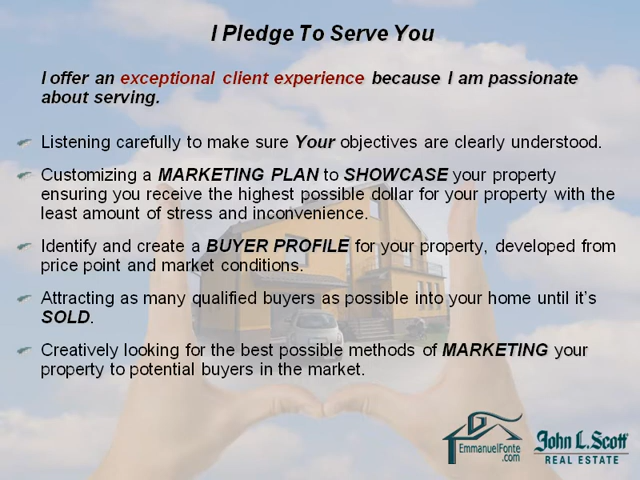 I Pledge To Serve You
I offer an exceptional client experience because I am passionate
about serving.
Listening carefully to make sure Your objectives are clearly understood.
Customizing a MARKETING PLAN to SHOWCASE your property
ensuring you receive the highest possible dollar for your property with the
least amount of stress and inconvenience.
Identify and create a BUYER PROFILE for your property, developed from
price point and market conditions.
Attracting as many qualified buyers as possible into your home until it’s
SOLD.
Creatively looking for the best possible methods of MARKETING your
property to potential buyers in the market.
EmmanuelFonte
.com
John L. Scott
REAL ESTATE